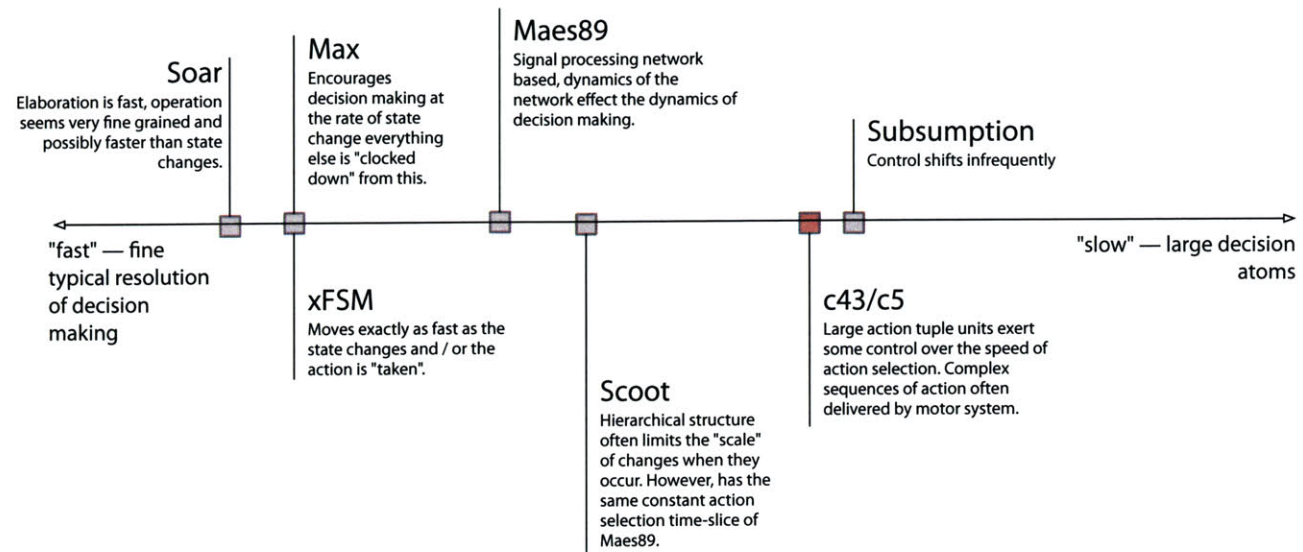 Soar
Elaboration is fast, operation
seems very fine grained and
possibly faster than state
changes.
Max
Encourages
decision making at
the rate of state
change everything
else is "clocked
down" from this.
Maes89
Signal processing network
based, dynamics of the
network effect the dynamics of
decision making.
Subsumption
Control shifts infrequently
"fast" — fine
typical resolution
of decision
making
"slow" — large decision
atoms
xFSM
Moves exactly as fast as the
state changes and / or the
action is "taken".
Scoot
Hierarchical structure
often limits the "scale"
of changes when they
occur. However, has the
same constant action
selection time-slice of
Maes89.
c43/c5
Large action tuple units exert
some control over the speed of
action selection. Complex
sequences of action often
delivered by motor system.